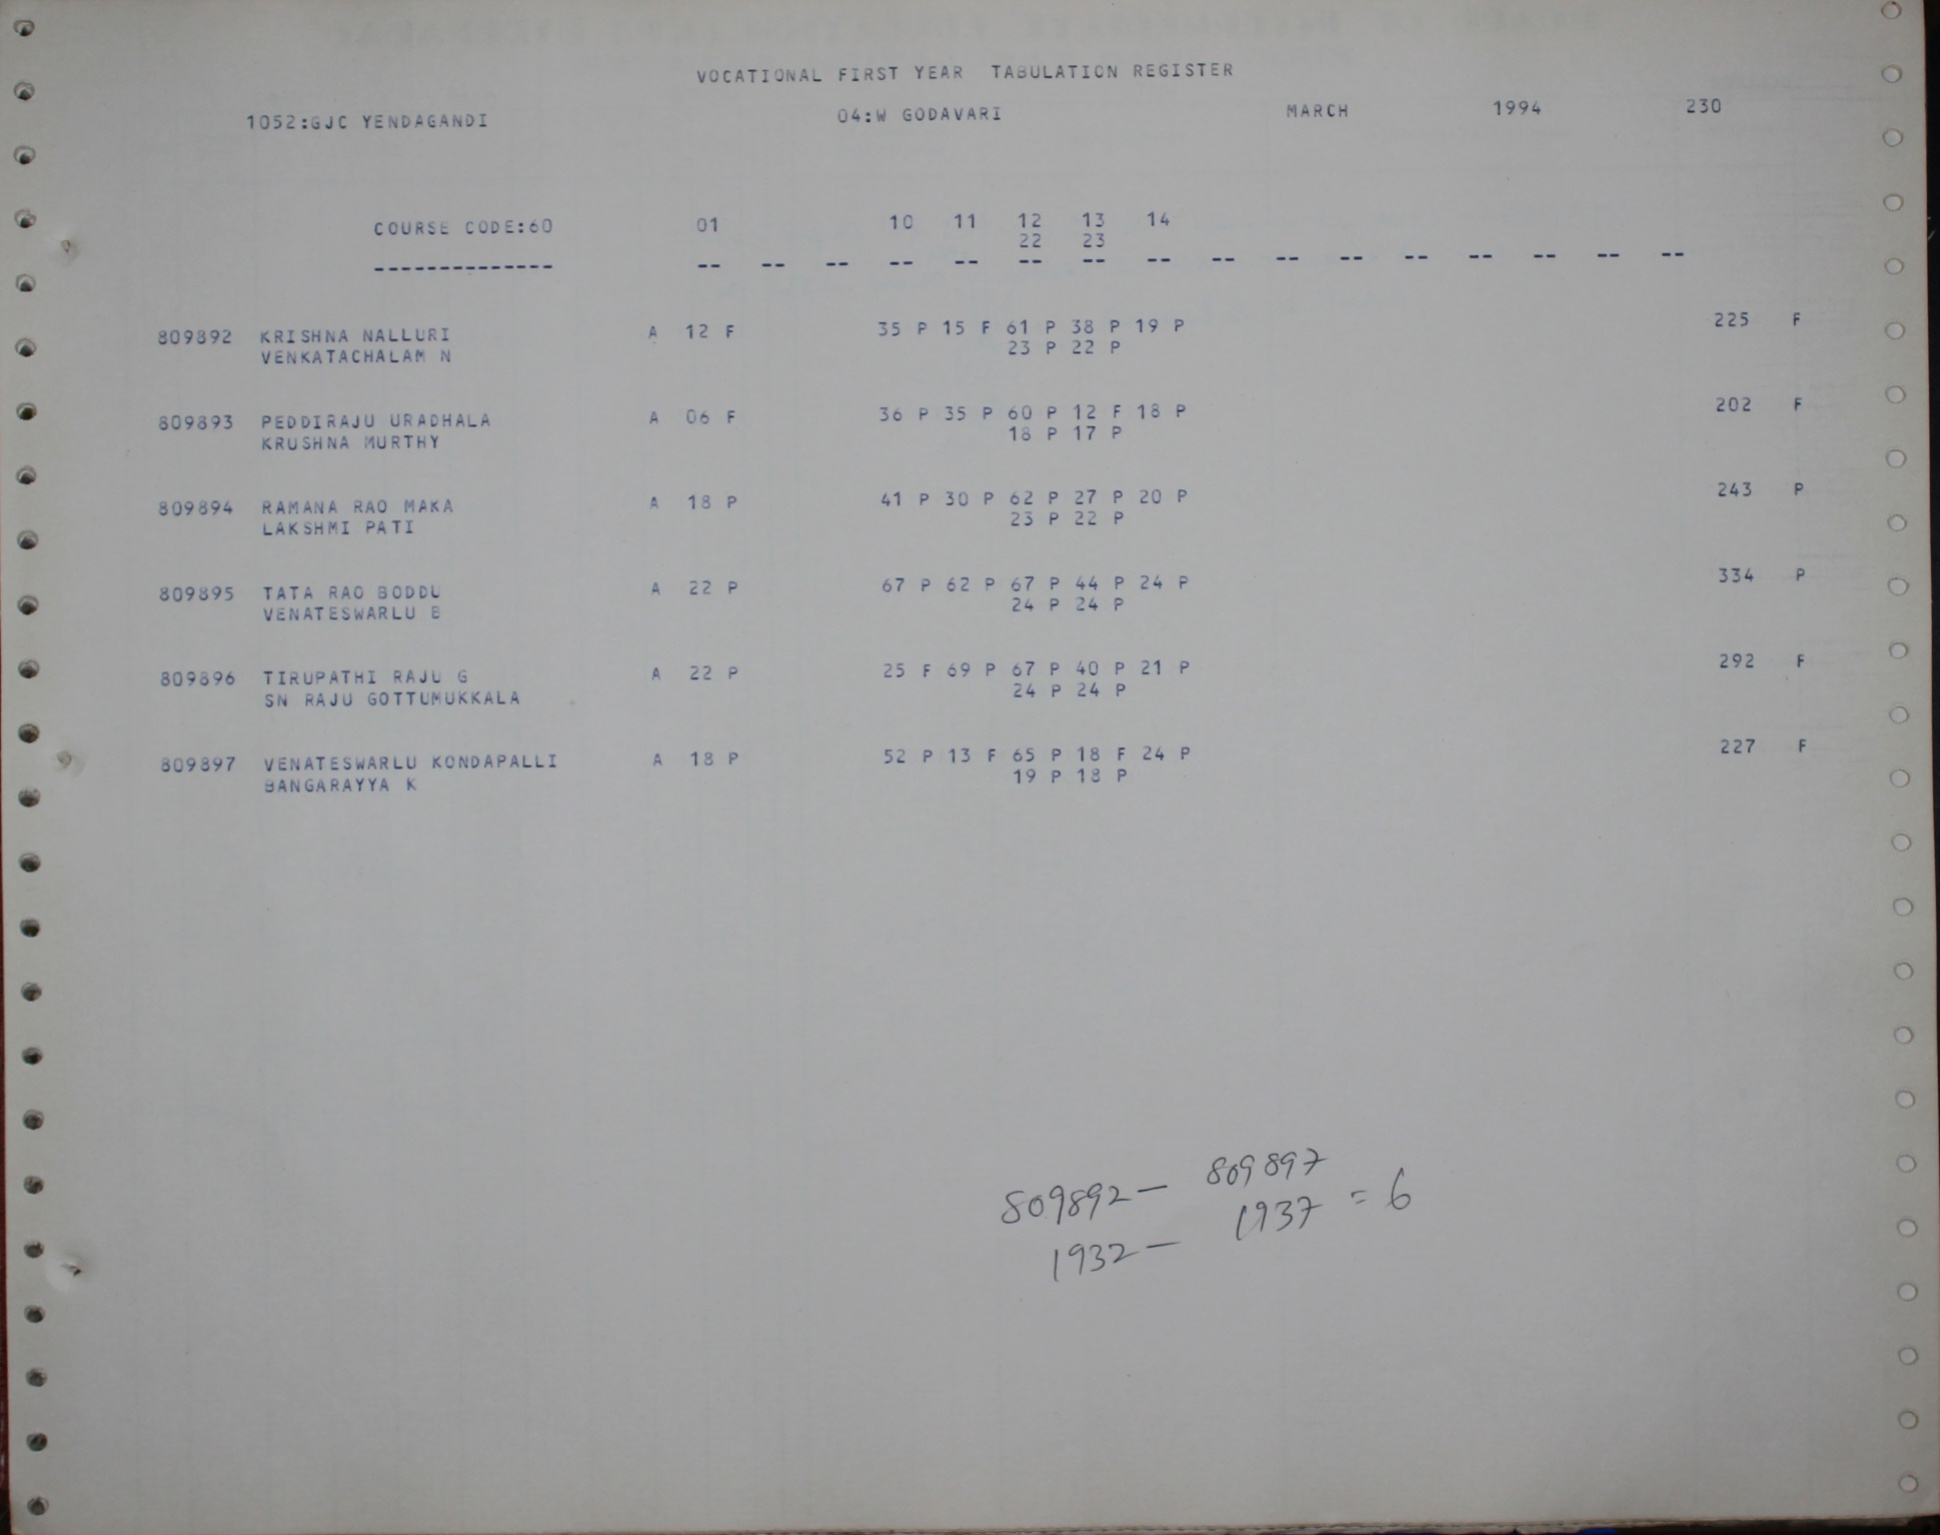 VOCATIONAL FIRST YEAR TABULATION REGISTER
1052:GJC YENDAGANDI 04:W GODAVARI MARCH 1994 230
COURSE CODE:60 01 10 11 12 13 14
22 23
-------------- -- -- -- -- -- -- -- -- -- -- -- -- -- -- -- --
809892 KRISHNA NALLURI A 12 F 35 P 15 F 61 P 38 P 19 P 225 F
VENKATACHALAM N 23 P 22 P
809893 PEDDIRAJU URADHALA A 06 F 36 P 35 P 60 P 12 F 18 P 202 F
KRUSHNA MURTHY 18 P 17 P
809894 RAMANA RAO MAKA A 18 P 41 P 30 P 62 P 27 P 20 P 243 P
LAKSHMI PATI 23 P 22 P
809895 TATA RAO BODDU A 22 P 67 P 62 P 67 P 44 P 24 P 334 P
VENATESWARLU B 24 P 24 P
809896 TIRUPATHI RAJU G A 22 P 25 F 69 P 67 P 40 P 21 P 292 F
SN RAJU GOTTUMUKKALA 24 P 24 P
809897 VENATESWARLU KONDAPALLI A 18 P 52 P 13 F 65 P 18 F 24 P 227 F
BANGARAYYA K 19 P 18 P
809892 - 809897
1932 - 1937 = 6